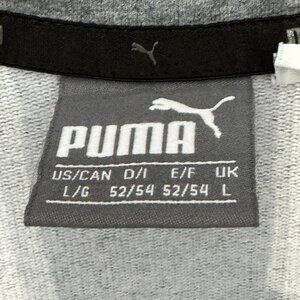 PUMA
US/CAN D/I E/F UK
L/G 52/54 52/54 L